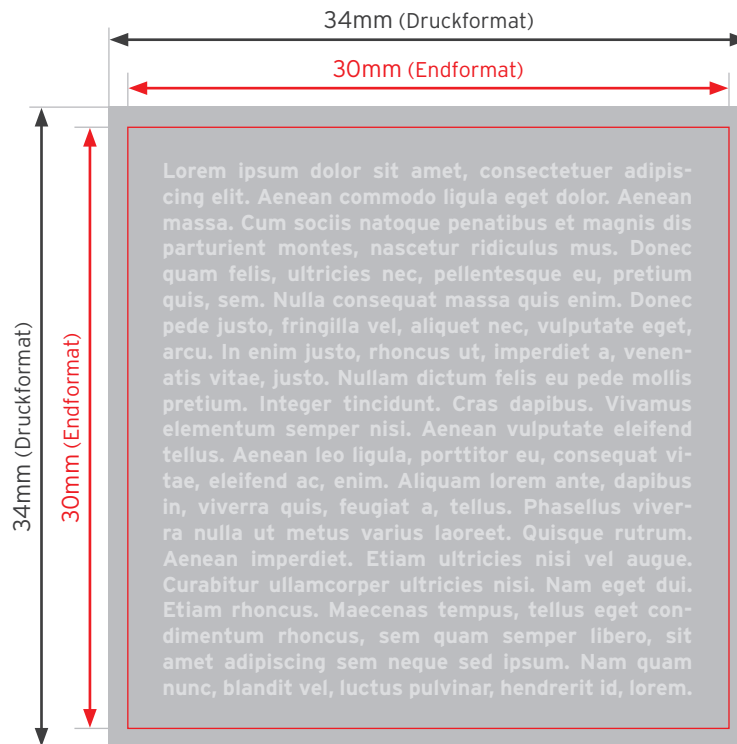 34mm (Druckformat)
30mm (Endformat)
34mm (Druckformat)
30mm (Endformat)
Lorem ipsum dolor sit amet, consectetuer adipis-
cing elit. Aenean commodo ligula eget dolor. Aenean
massa. Cum sociis natoque penatibus et magnis dis
parturient montes, nascetur ridiculus mus. Donec
quam felis, ultricies nec, pellentesque eu, pretium
quis, sem. Nulla consequat massa quis enim. Donec
pede justo, fringilla vel, aliquet nec, vulputate eget,
arcu. In enim justo, rhoncus ut, imperdiet a, venen-
atis vitae, justo. Nullam dictum felis eu pede mollis
pretium. Integer tincidunt. Cras dapibus. Vivamus
elementum semper nisi. Aenean vulputate eleifend
tellus. Aenean leo ligula, porttitor eu, consequat vi-
tae, eleifend ac, enim. Aliquam lorem ante, dapibus
in, viverra quis, feugiat a, tellus. Phasellus viver-
ra nulla ut metus varius laoreet. Quisque rutrum.
Aenean imperdiet. Etiam ultricies nisi vel augue.
Curabitur ullamcorper ultricies nisi. Nam eget dui.
Etiam rhoncus. Maecenas tempus, tellus eget con-
dimentum rhoncus, sem quam semper libero, sit
amet adipiscing sem neque sed ipsum. Nam quam
nunc, blandit vel, luctus pulvinar, hendrerit id, lorem.